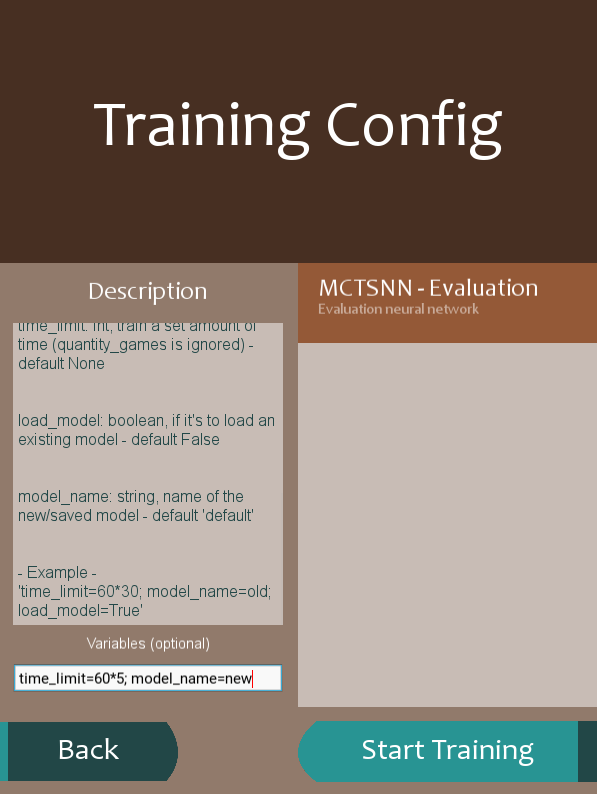 Training Config
Description
time_limit: int, train a set amount of
time (quantity_games is ignored) -
default None
load_model: boolean, if it's to load an
existing model - default False
model_name: string, name of the
new/saved model - default 'default'
- Example -
'time_limit=60*30; model_name=old;
load_model=True'
Variables (optional)
time_limit=60*5; model_name=new
MCTSNN - Evaluation
Evaluation neural network
Back
Start Training